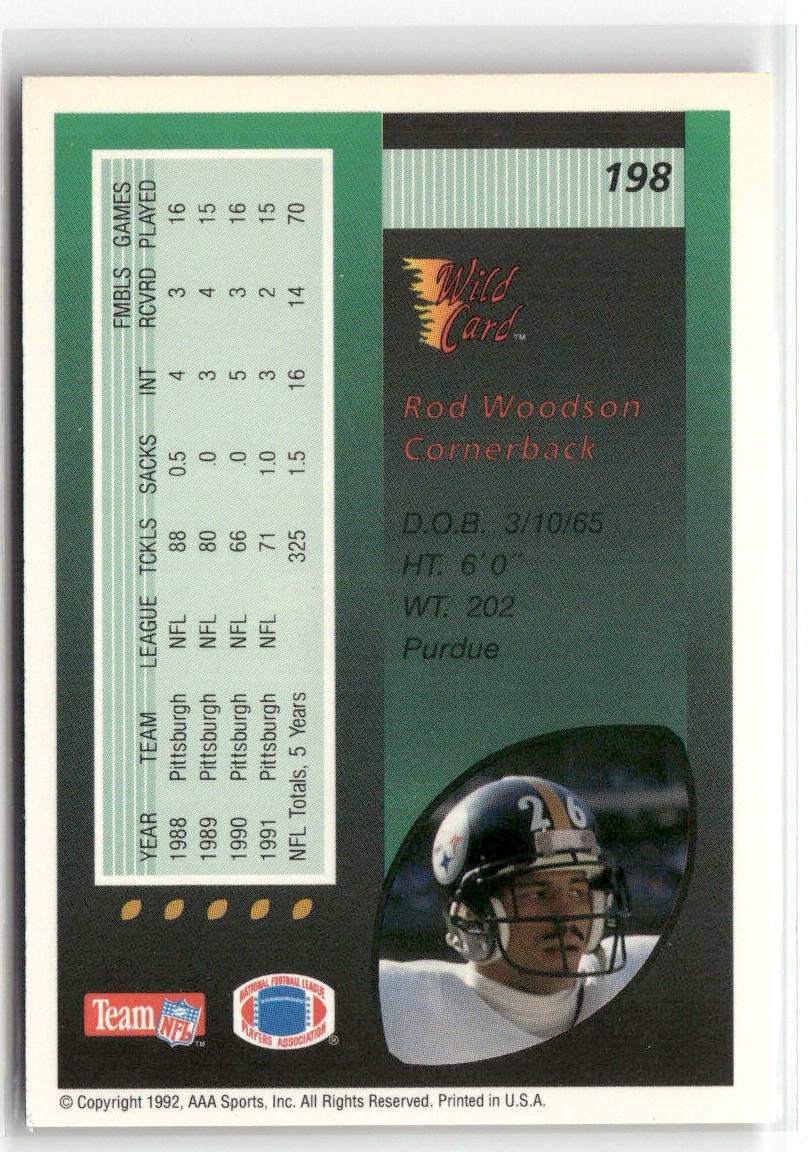 198
Wild
Card™
Rod Woodson
Cornerback
D.O.B. 3/10/65
HT. 6´0˝
WT. 202
Purdue
FMBLS GAMES
YEAR TEAM LEAGUE TCKLS SACKS INT RCVRD PLAYED
1988 Pittsburgh NFL 88 0.5 4 3 16
1989 Pittsburgh NFL 80 .0 3 4 15
1990 Pittsburgh NFL 66 .0 5 3 16
1991 Pittsburgh NFL 71 1.0 3 2 15
NFL Totals, 5 Years 325 1.5 16 14 70
26
Team NFL™
NATIONAL FOOTBALL LEAGUE
PLAYERS ASSOCIATION®
© Copyright 1992, AAA Sports, Inc. All Rights Reserved. Printed in U.S.A.